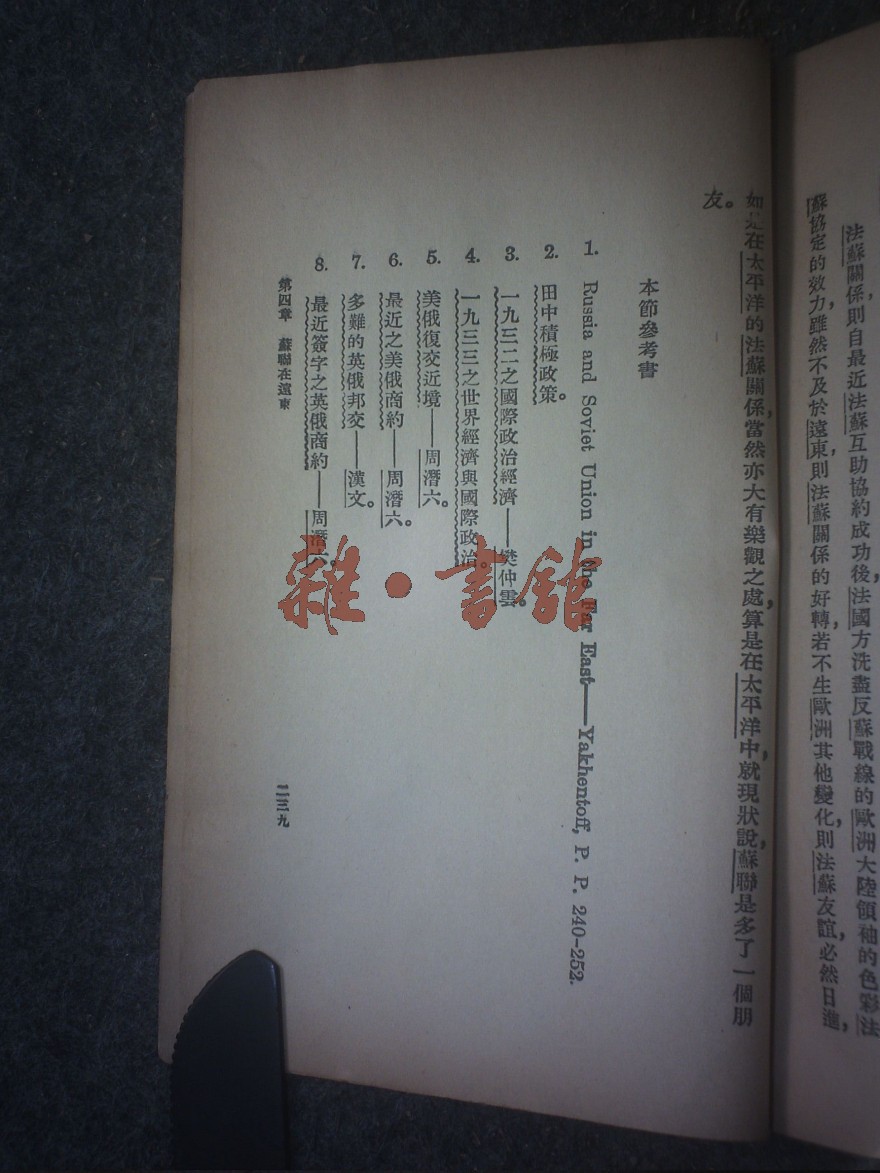 法蘇關係，則自最近法蘇互助協約成功後，法國方洗盡反蘇戰線的歐洲大陸領袖的色彩法
蘇協定的效力，雖然不及於遠東，則法蘇關係的好轉，若不生歐洲其他變化，則法蘇友誼，必然日進，
如是在太平洋的法蘇關係，當然亦大有樂觀之處，算是在太平洋中，就現狀說，蘇聯是多了一個朋
友。
本節參考書
1. Russia and Soviet Union in the Far East——Yakhentoff, P. P. 240-252.
2. 田中積極政策。
3. 一九三二之國際政治經濟——樊仲雲。
4. 一九三三之世界經濟與國際政治。
5. 美俄復交近境——周濳六。
6. 最近之美俄商約——周濳六。
7. 多難的英俄邦交——漢文。
8. 最近簽字之英俄商約——周濳六。
第四章 蘇聯在遠東
二三九
雜·書館